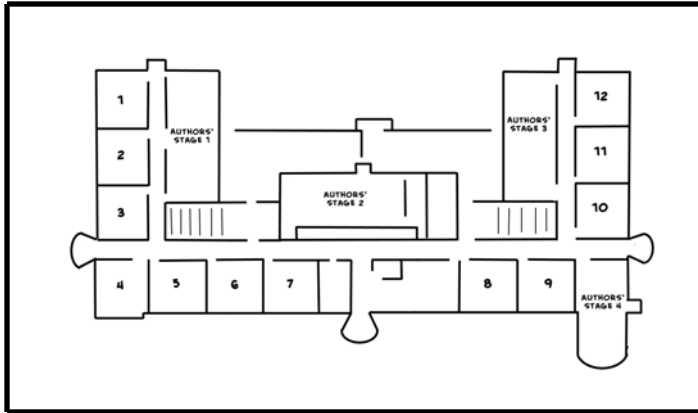 1
12
AUTHORS'
STAGE 1
AUTHORS'
STAGE 3
2
11
AUTHORS'
STAGE 2
3
10
4
5
6
7
8
9
AUTHORS'
STAGE 4